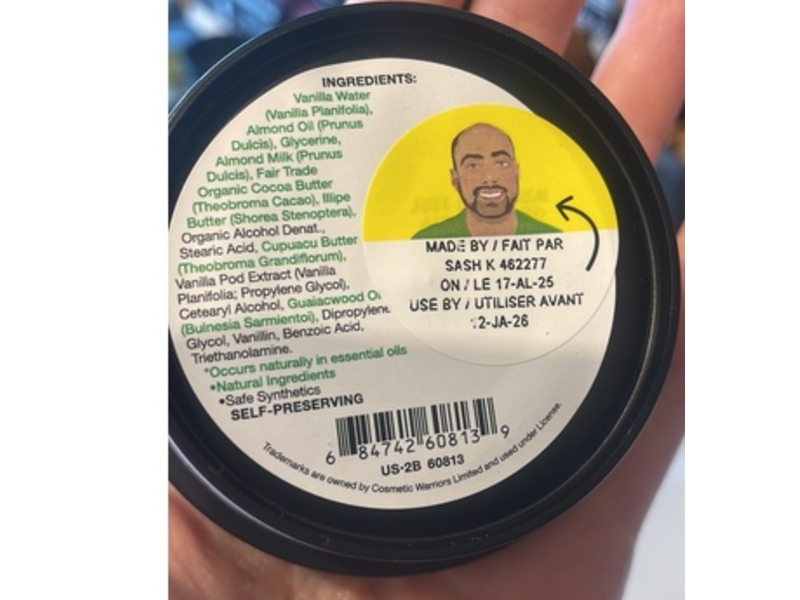 INGREDIENTS:
Vanilla Water
(Vanilla Planifolia),
Almond Oil (Prunus
Dulcis), Glycerine,
Almond Milk (Prunus
Dulcis), Fair Trade
Organic Cocoa Butter
(Theobroma Cacao), Illipe
Butter (Shorea Stenoptera),
Organic Alcohol Denat.,
Stearic Acid, Cupuacu Butter
(Theobroma Grandiflorum),
Vanilla Pod Extract (Vanilla
Planifolia; Propylene Glycol),
Cetearyl Alcohol, Guaiacwood
(Bulnesia Sarmientoi), Dipropylene
Glycol, Vanillin, Benzoic Acid,
Triethanolamine.
*Occurs naturally in essential oils
•Natural Ingredients
•Safe Synthetics
SELF-PRESERVING
MADE BY / FAIT PAR
SASH K 462277
ON / LE 17-AL-25
USE BY / UTILISER AVANT
2-JA-26
6 84742 60813 9
US-2B 60813
Trademarks are owned by Cosmetic Warriors Limited and used under License.